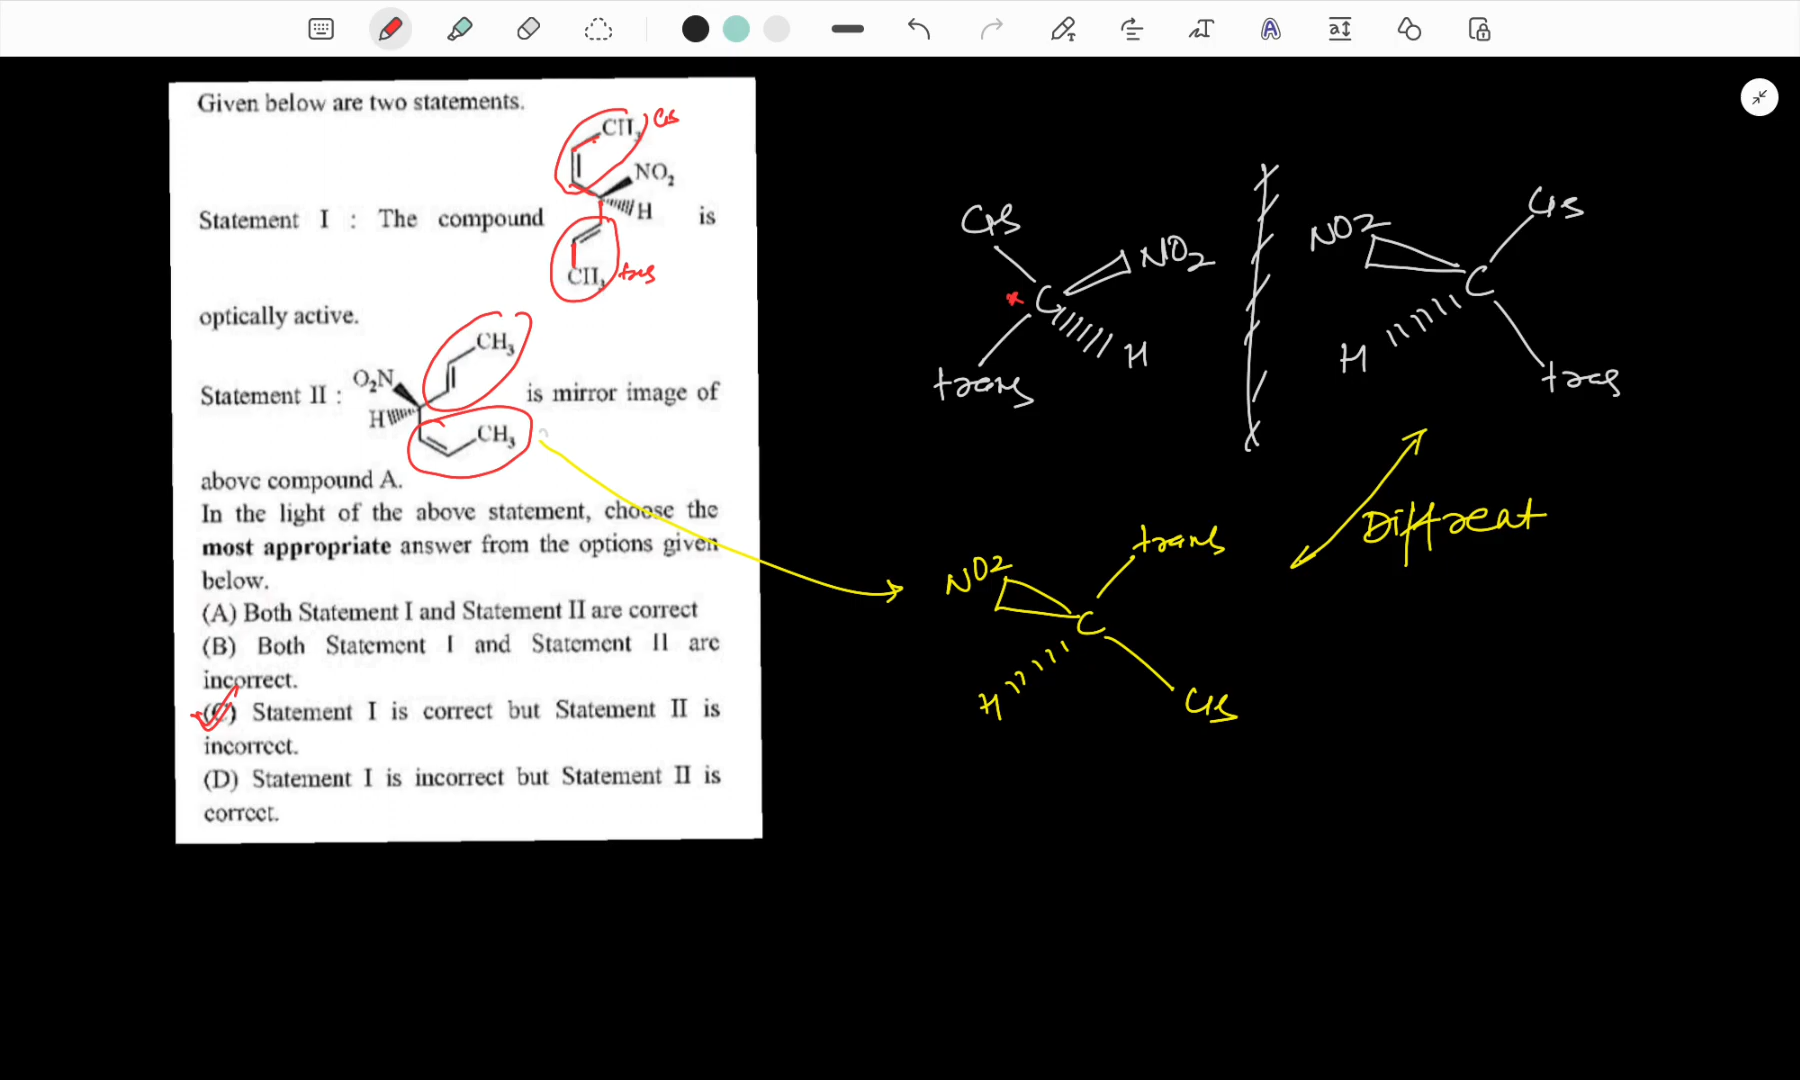 Given below are two statements.
CH3 Cis
NO2
H
Statement I : The compound is
CH3 trns
optically active.
CH3
O2N
Statement II : is mirror image of
H
CH3
above compound A.
In the light of the above statement, choose the
most appropriate answer from the options given
below.
(A) Both Statement I and Statement II are correct
(B) Both Statement I and Statement II are
incorrect.
(C) Statement I is correct but Statement II is
incorrect.
(D) Statement I is incorrect but Statement II is
correct.
Cis
NO2
C
H
trans
NO2
Cis
C
H
trns
Diffreat
NO2
trans
C
H
Cis